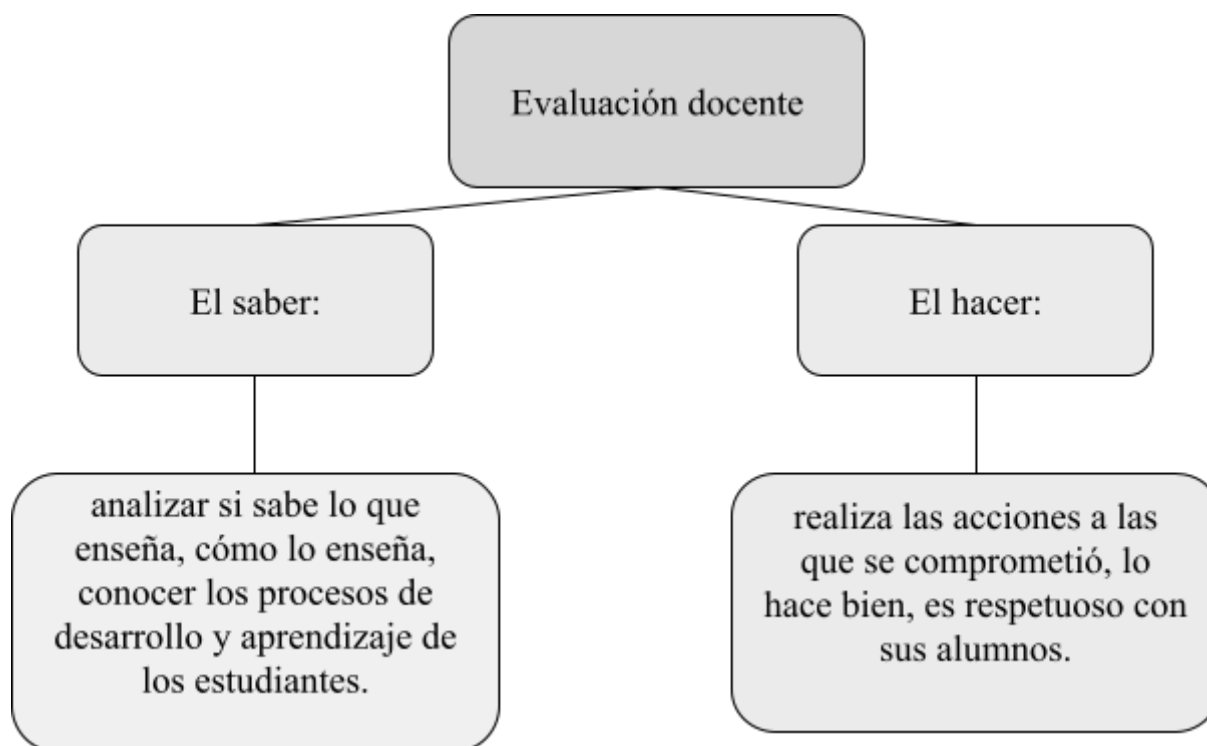 Evaluación docente
El saber:
El hacer:
analizar si sabe lo que
enseña, cómo lo enseña,
conocer los procesos de
desarrollo y aprendizaje de
los estudiantes.
realiza las acciones a las
que se comprometió, lo
hace bien, es respetuoso con
sus alumnos.